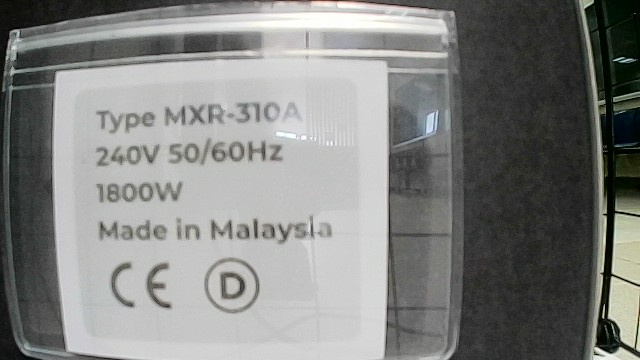 Type MXR-310A
240V 50/60Hz
1800W
Made in Malaysia
CE D